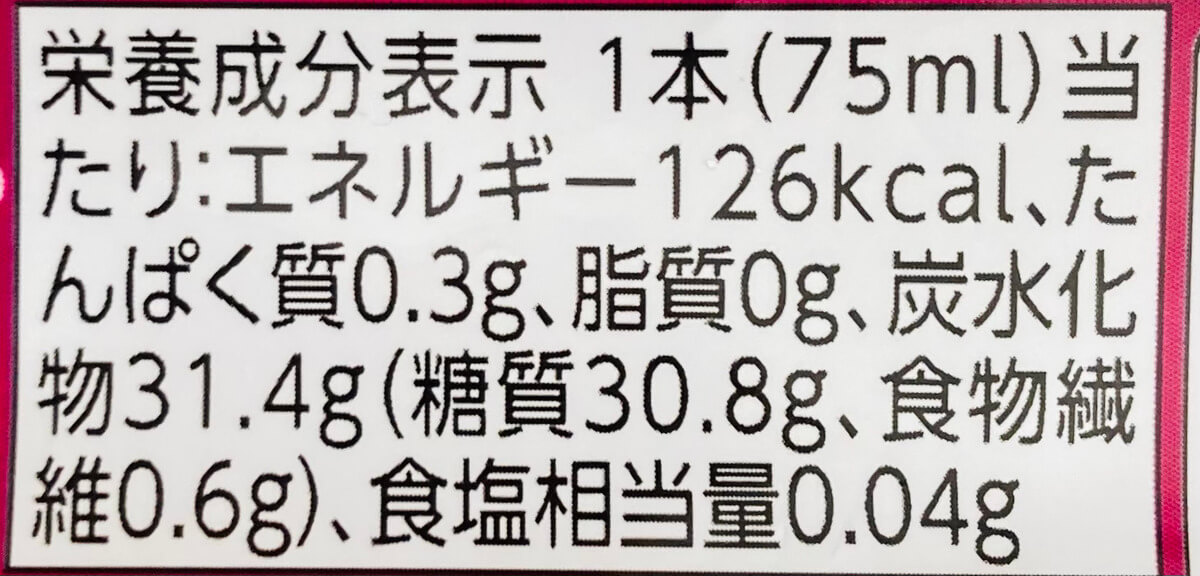 栄養成分表示 1本(75ml)当
たり:エネルギー126kcal、た
んぱく質0.3g、脂質0g、炭水化
物31.4g(糖質30.8g、食物繊
維0.6g)、食塩相当量0.04g